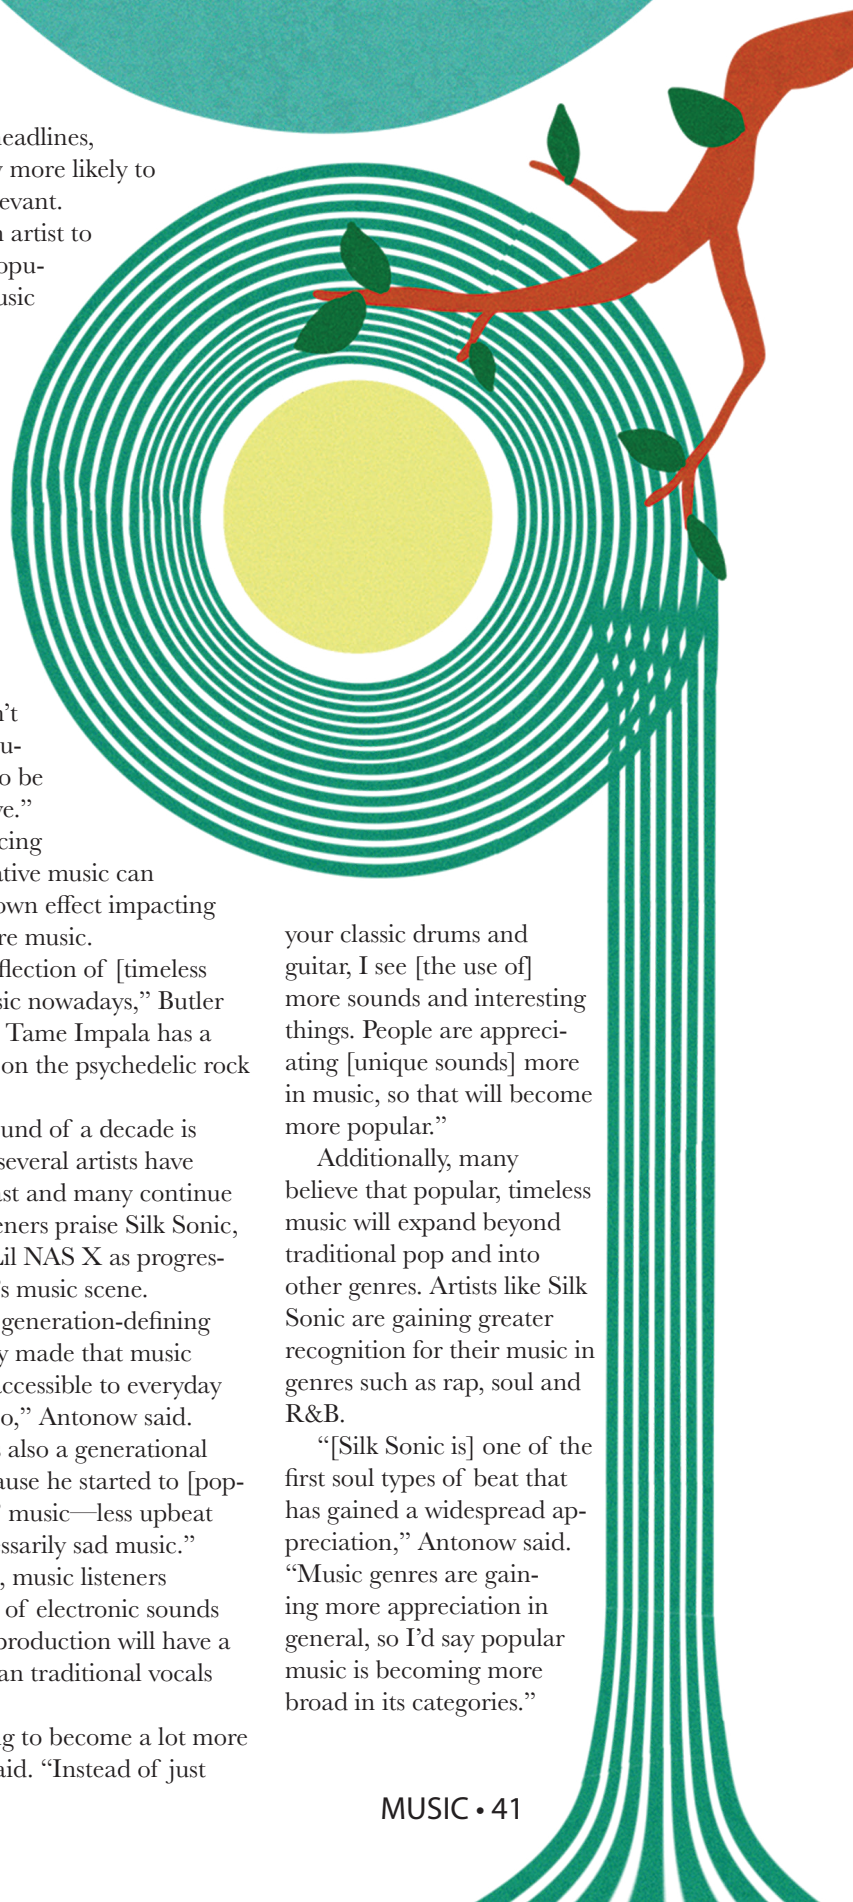 eadlines,
more likely to
evant.
artist to
opu-
usic
n't
u-
o be
ve.”
cing
ative music can
own effect impacting
re music.
flection of [timeless
sic nowadays,” Butler
Tame Impala has a
on the psychedelic rock
und of a decade is
several artists have
ast and many continue
eners praise Silk Sonic,
Lil NAS X as progres-
s music scene.
generation-defining
y made that music
accessible to everyday
o,” Antonow said.
also a generational
ause he started to [pop-
music—less upbeat
ssarily sad music.”
, music listeners
of electronic sounds
production will have a
an traditional vocals
g to become a lot more
aid. “Instead of just
your classic drums and
guitar, I see [the use of]
more sounds and interesting
things. People are appreci-
ating [unique sounds] more
in music, so that will become
more popular.”
Additionally, many
believe that popular, timeless
music will expand beyond
traditional pop and into
other genres. Artists like Silk
Sonic are gaining greater
recognition for their music in
genres such as rap, soul and
R&B.
“[Silk Sonic is] one of the
first soul types of beat that
has gained a widespread ap-
preciation,” Antonow said.
“Music genres are gain-
ing more appreciation in
general, so I’d say popular
music is becoming more
broad in its categories.”
MUSIC • 41